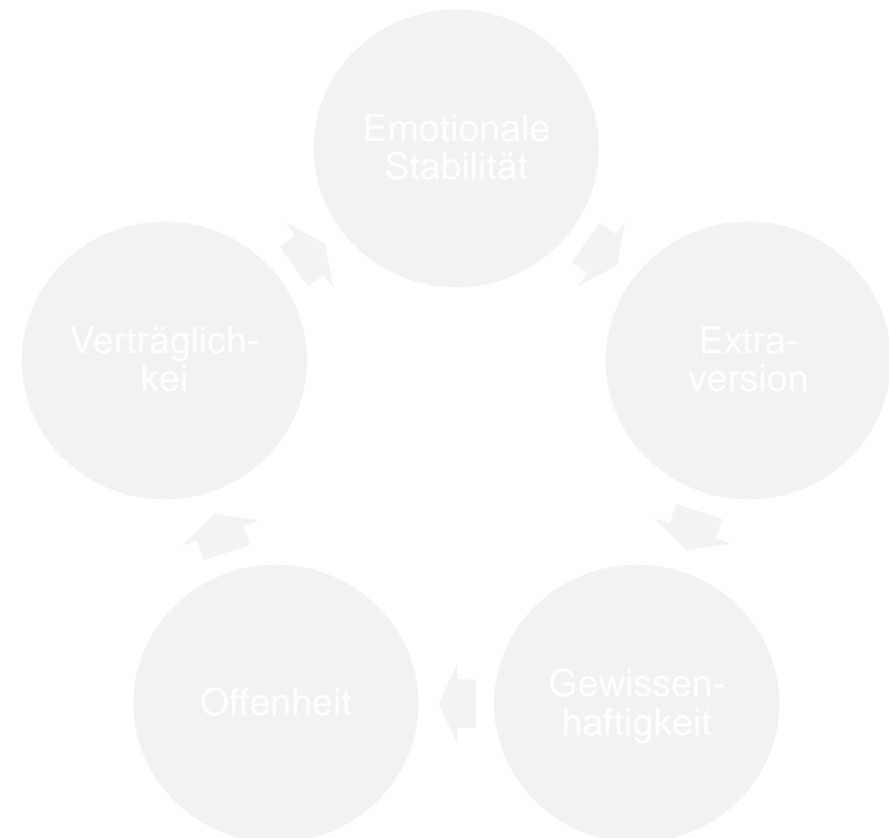 Emotionale
Stabilität
Extra-
version
Gewissen-
haftigkeit
Offenheit
Verträglich-
kei